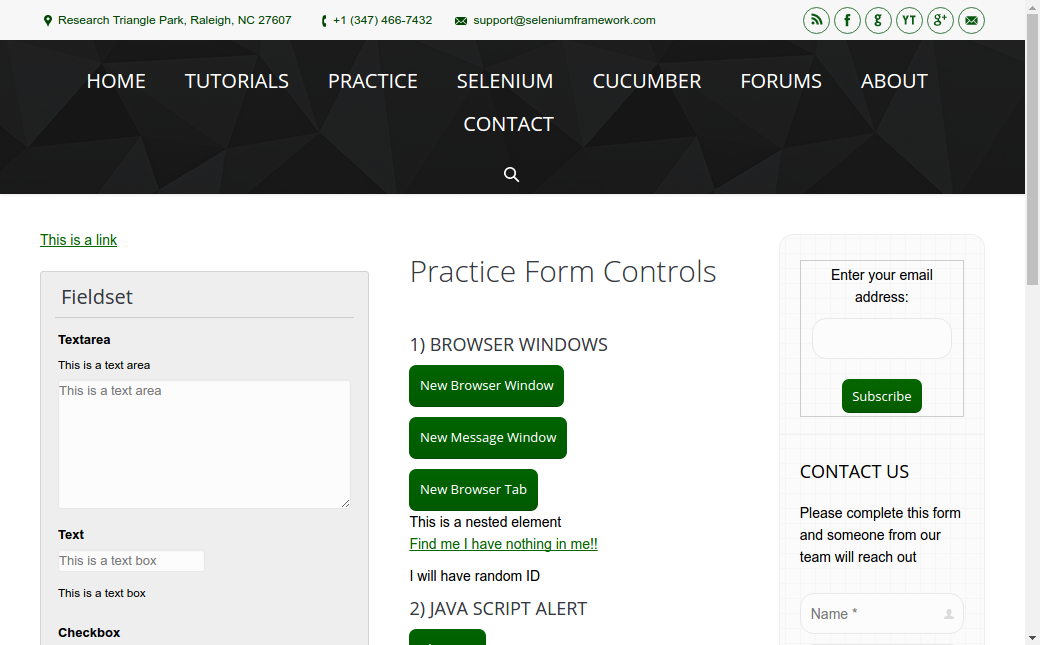 Research Triangle Park, Raleigh, NC 27607 +1 (347) 466-7432 support@seleniumframework.com YT g+
HOME TUTORIALS PRACTICE SELENIUM CUCUMBER FORUMS ABOUT
CONTACT
This is a link
Fieldset
Textarea
This is a text area
This is a text area
Text
This is a text box
This is a text box
Checkbox
Practice Form Controls
1) BROWSER WINDOWS
New Browser Window
New Message Window
New Browser Tab
This is a nested element
Find me I have nothing in me!!
I will have random ID
2) JAVA SCRIPT ALERT
Enter your email
address:
Subscribe
CONTACT US
Please complete this form
and someone from our
team will reach out
Name *